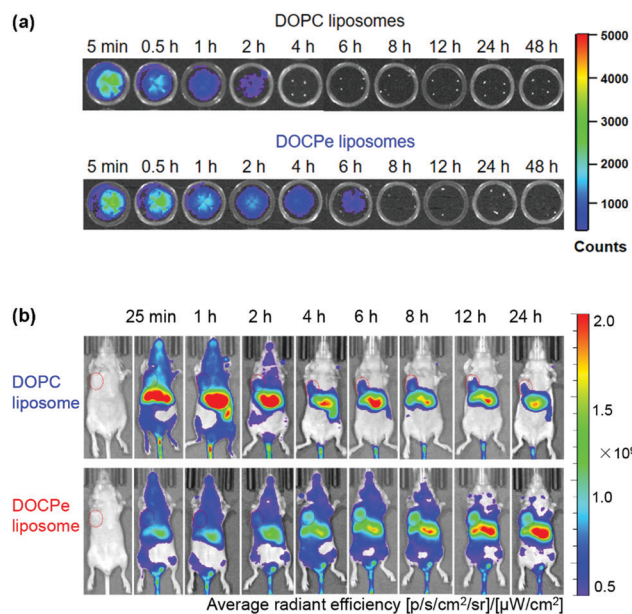 (a)
DOPC liposomes
5 min 0.5 h 1 h 2 h 4 h 6 h 8 h 12 h 24 h 48 h
DOCPe liposomes
5 min 0.5 h 1 h 2 h 4 h 6 h 8 h 12 h 24 h 48 h
5000
4000
3000
2000
1000
Counts
(b)
25 min 1 h 2 h 4 h 6 h 8 h 12 h 24 h
DOPC
liposome
DOCPe
liposome
2.0
1.5
× 10⁹
1.0
0.5
Average radiant efficiency [p/s/cm²/sr]/[µW/cm²]